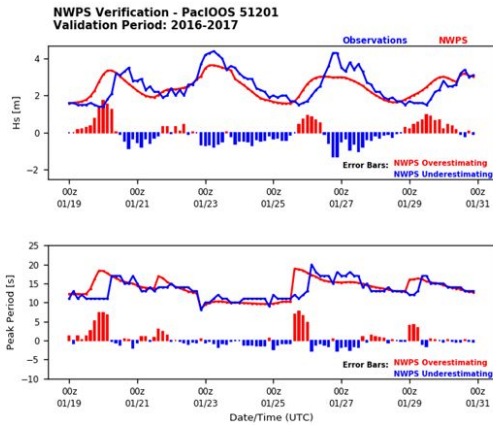 NWPS Verification - PacIOOS 51201
Validation Period: 2016-2017
Observations NWPS
4
2
0
−2
Hs [m]
Error Bars: NWPS Overestimating
NWPS Underestimating
00z 00z 00z 00z 00z 00z 00z
01/19 01/21 01/23 01/25 01/27 01/29 01/31
25
20
15
10
5
0
−5
−10
Peak Period [s]
Error Bars: NWPS Overestimating
NWPS Underestimating
00z 00z 00z 00z 00z 00z 00z
01/19 01/21 01/23 01/25 01/27 01/29 01/31
Date/Time (UTC)